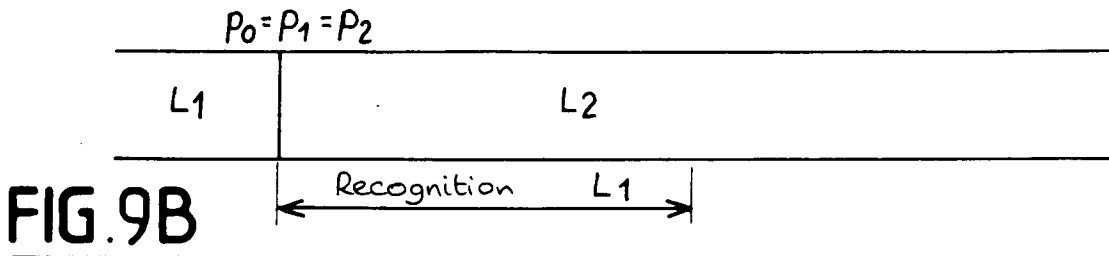 P0=P1=P2
L1 L2
Recognition L1
FIG.9B